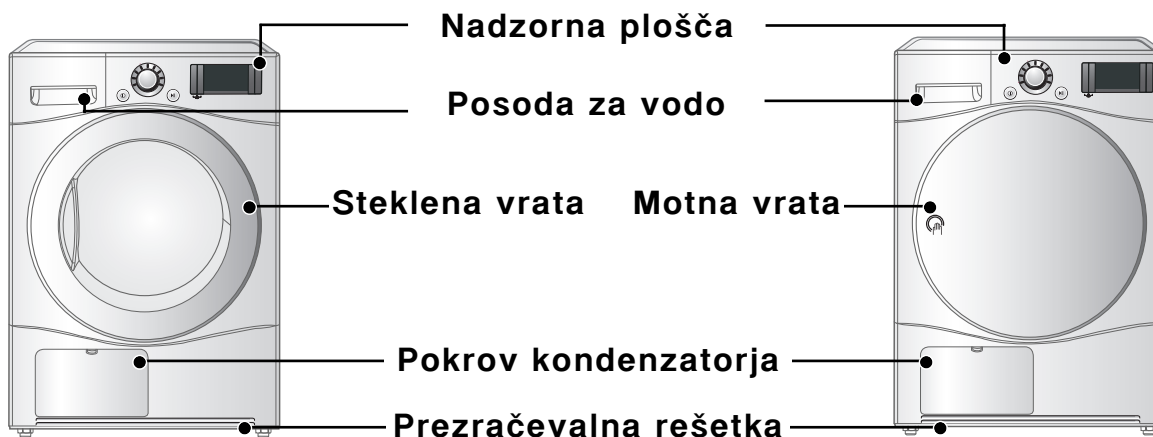 Nadzorna plošča
Posoda za vodo
Steklena vrata Motna vrata
Pokrov kondenzatorja
Prezračevalna rešetka